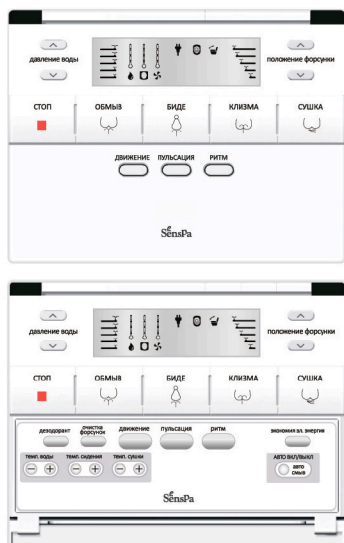 давление воды
положение форсунки
СТОП ОБМЫВ БИДЕ КЛИЗМА СУШКА
ДВИЖЕНИЕ ПУЛЬСАЦИЯ РИТМ
SensPa
давление воды
положение форсунки
СТОП ОБМЫВ БИДЕ КЛИЗМА СУШКА
дезодорант очистка форсунок движение пульсация ритм экономия эл. энергии
темп. воды темп. сидения темп. сушки АВТО ВКЛ/ВЫКЛ
авто
смыв
SensPa